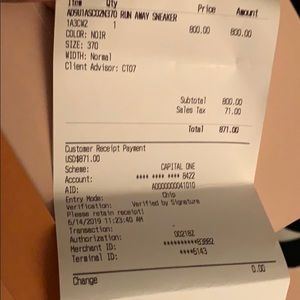 Item Qty Price Amount
RUN AWAY SNEAKER
1A3CW2 1 800.00 800.00
COLOR: NOIR
SIZE: 370
WIDTH: Normal
Client Advisor: CT07
Subtotal 800.00
Sales Tax 71.00
Total 871.00
Customer Receipt Payment
USD$871.00
Scheme: CAPITAL ONE
Account: **** **** **** 8422
AID: A0000000041010
Entry Mode: Chip
Verification: Verified by Signature
Please retain receipt!
6/14/2019 11:23:40 AM
Transaction: 002182
Authorization:
Merchant ID:
Terminal ID: ****5143
Change 0.00